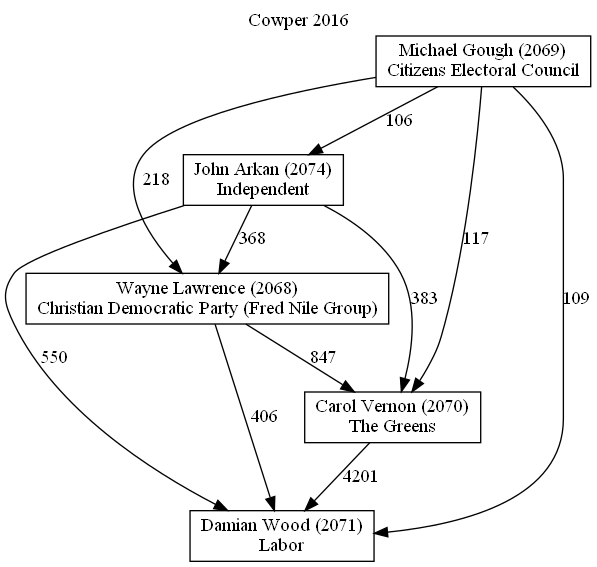 Cowper 2016
Michael Gough (2069)
Citizens Electoral Council
106
John Arkan (2074)
Independent
218
368
117
Wayne Lawrence (2068)
Christian Democratic Party (Fred Nile Group)
383
109
550
847
406
Carol Vernon (2070)
The Greens
4201
Damian Wood (2071)
Labor